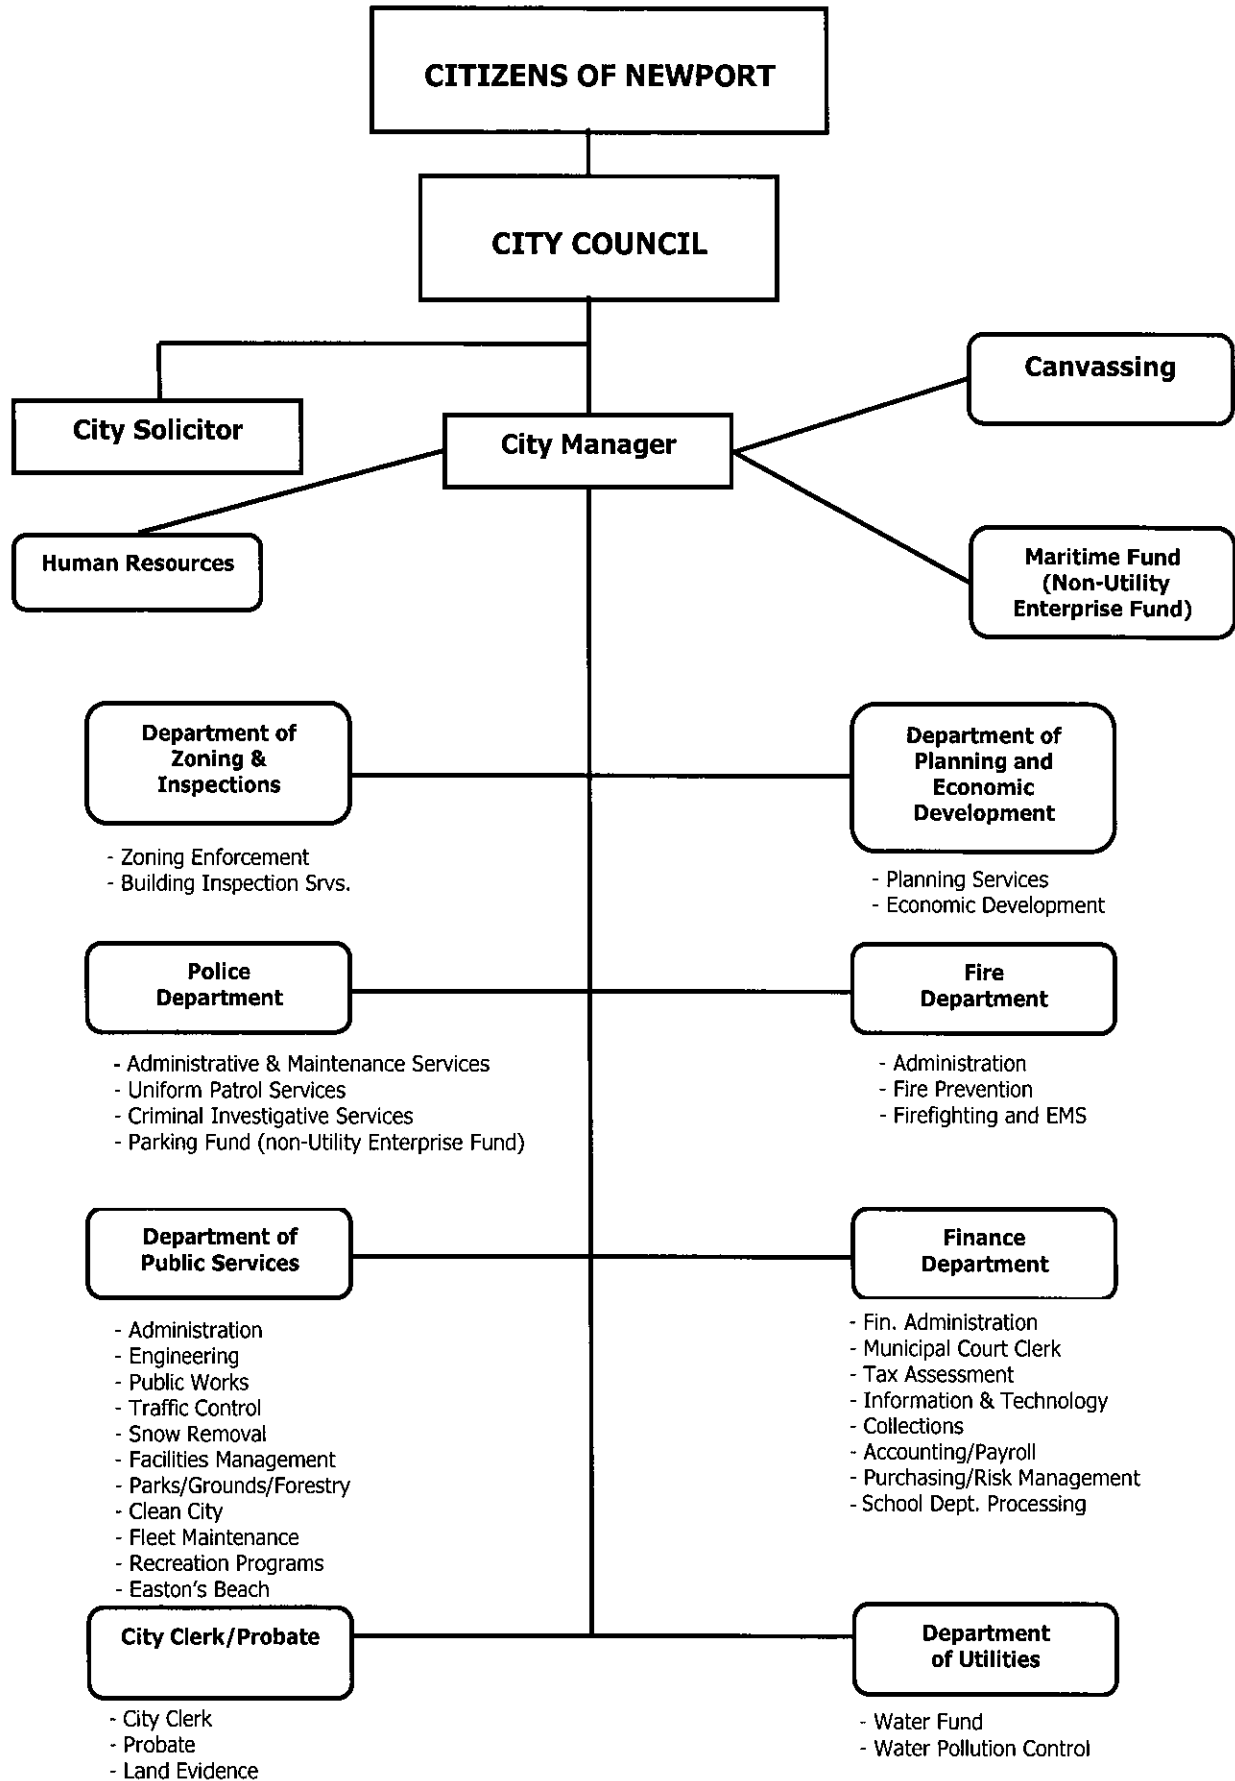 CITIZENS OF NEWPORT
CITY COUNCIL
Canvassing
City Solicitor
City Manager
Human Resources
Maritime Fund
(Non-Utility
Enterprise Fund)
Department of
Zoning &
Inspections
- Zoning Enforcement
- Building Inspection Srvs.
Department of
Planning and
Economic
Development
- Planning Services
- Economic Development
Police
Department
- Administrative & Maintenance Services
- Uniform Patrol Services
- Criminal Investigative Services
- Parking Fund (non-Utility Enterprise Fund)
Fire
Department
- Administration
- Fire Prevention
- Firefighting and EMS
Department of
Public Services
- Administration
- Engineering
- Public Works
- Traffic Control
- Snow Removal
- Facilities Management
- Parks/Grounds/Forestry
- Clean City
- Fleet Maintenance
- Recreation Programs
- Easton's Beach
Finance
Department
- Fin. Administration
- Municipal Court Clerk
- Tax Assessment
- Information & Technology
- Collections
- Accounting/Payroll
- Purchasing/Risk Management
- School Dept. Processing
City Clerk/Probate
- City Clerk
- Probate
- Land Evidence
Department
of Utilities
- Water Fund
- Water Pollution Control